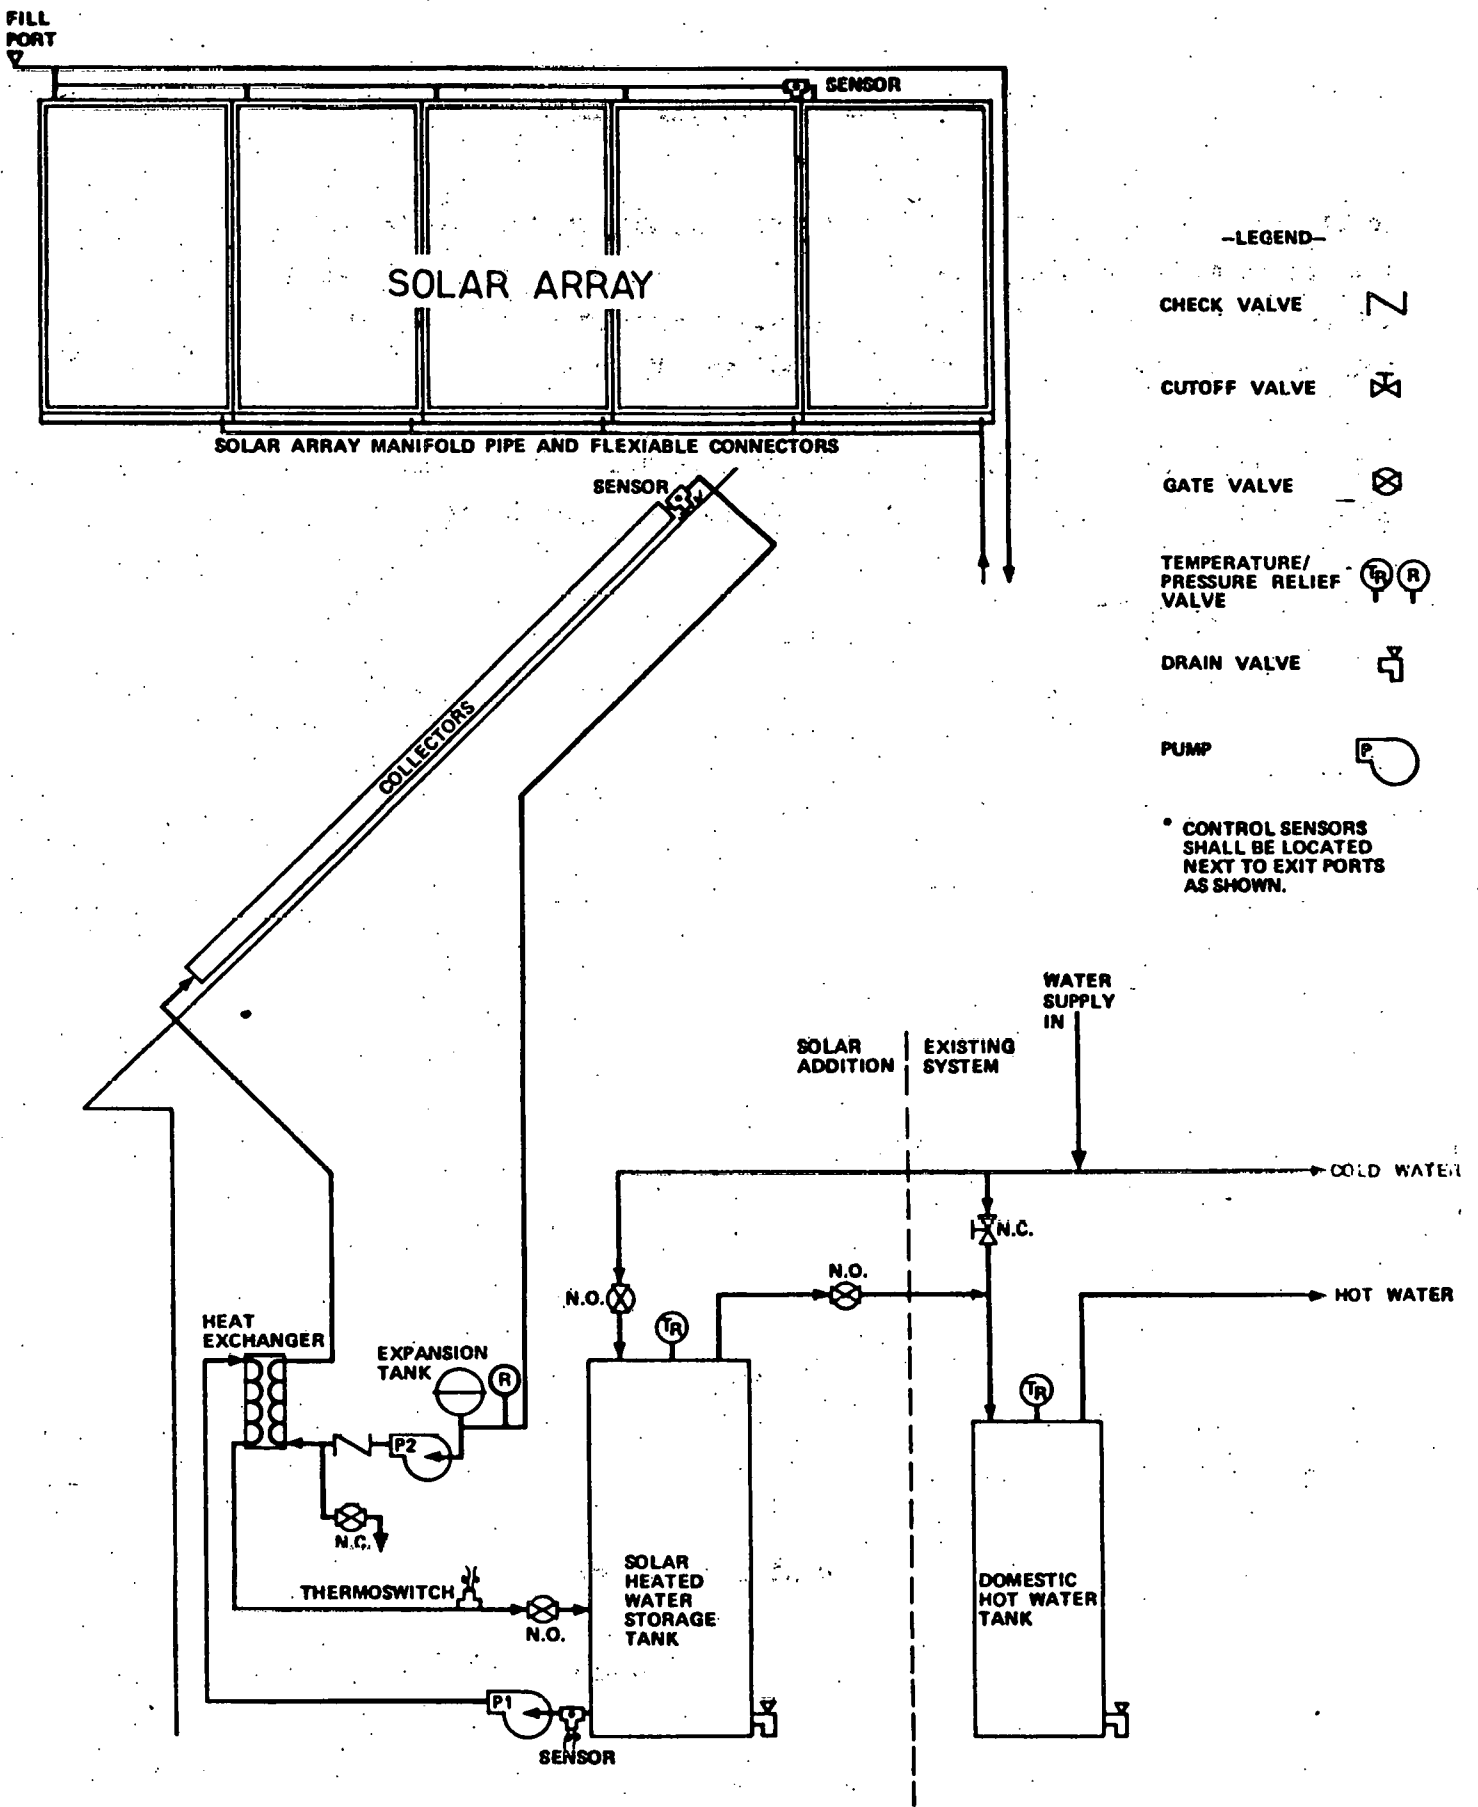 FILL
PORT
SENSOR
SOLAR ARRAY
SOLAR ARRAY MANIFOLD PIPE AND FLEXIABLE CONNECTORS
-LEGEND-
CHECK VALVE
CUTOFF VALVE
GATE VALVE
TEMPERATURE/
PRESSURE RELIEF
VALVE
TR R
DRAIN VALVE
PUMP
P
* CONTROL SENSORS
SHALL BE LOCATED
NEXT TO EXIT PORTS
AS SHOWN.
SENSOR
COLLECTORS
WATER
SUPPLY
IN
SOLAR
ADDITION
EXISTING
SYSTEM
COLD WATER
N.C.
N.O.
N.O.
HOT WATER
TR
HEAT
EXCHANGER
EXPANSION
TANK
R
TR
P2
N.C.
THERMOSWITCH
N.O.
SOLAR
HEATED
WATER
STORAGE
TANK
DOMESTIC
HOT WATER
TANK
P1
SENSOR